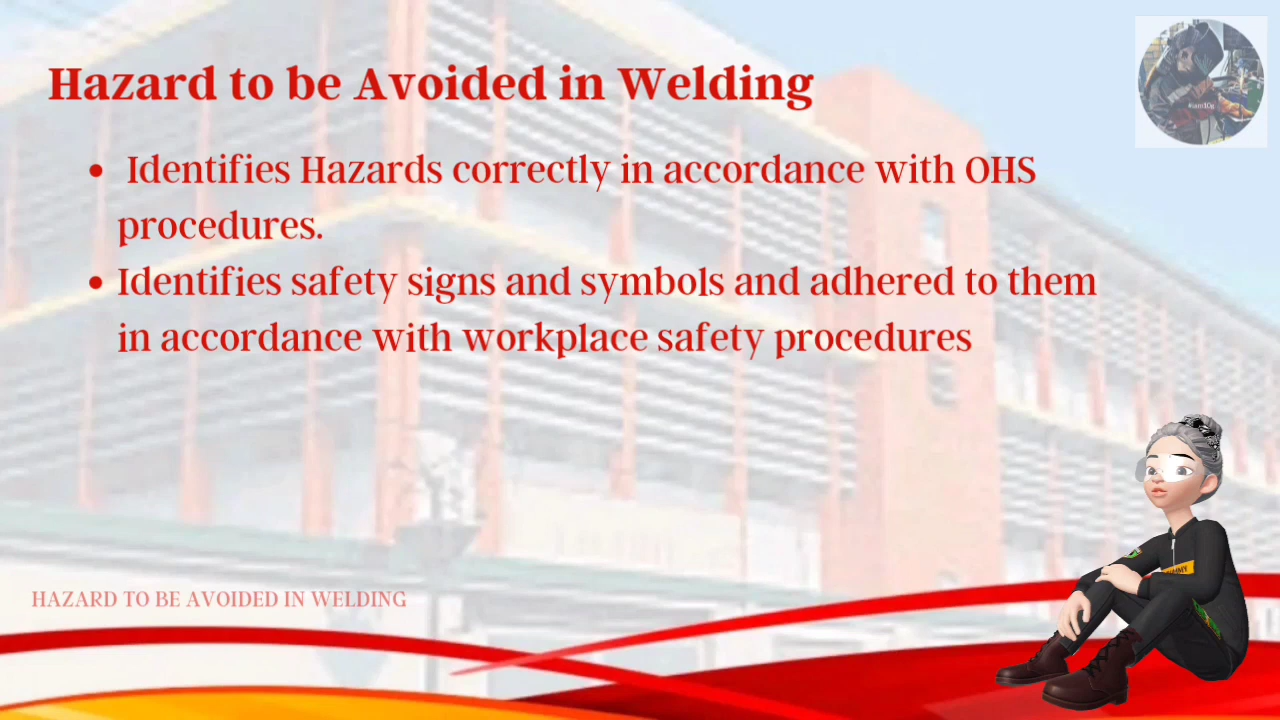 Hazard to be Avoided in Welding
• Identifies Hazards correctly in accordance with OHS
procedures.
• Identifies safety signs and symbols and adhered to them
in accordance with workplace safety procedures
HAZARD TO BE AVOIDED IN WELDING